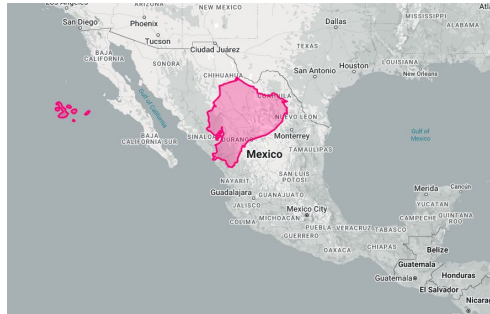 ARIZONA
NEW MEXICO
MISSISSIPPI
San Diego
Phoenix
Dallas
ALABAMA
Tucson
BAJA
CALIFORNIA
Ciudad Juárez
TEXAS
SONORA
LOUISIANA
Houston
CHIHUAHUA
San Antonio
New Orleans
Gulf of California
COAHUILA
NUEVO LEON
BAJA
CALIFORNIA SUR
SINALOA
DURANGO
Monterrey
Gulf of
Mexico
Mexico
TAMAULIPAS
SAN LUIS
POTOSI
NAYARIT
Guadalajara
GUANAJUATO
Merida
Cancún
JALISCO
Mexico City
YUCATAN
COLIMA
MICHOACAN
CAMPECHE
QUINTANA
ROO
PUEBLA
VERACRUZ
TABASCO
GUERRERO
OAXACA
CHIAPAS
Belize
Guatemala
Guatemala
Honduras
El Salvador